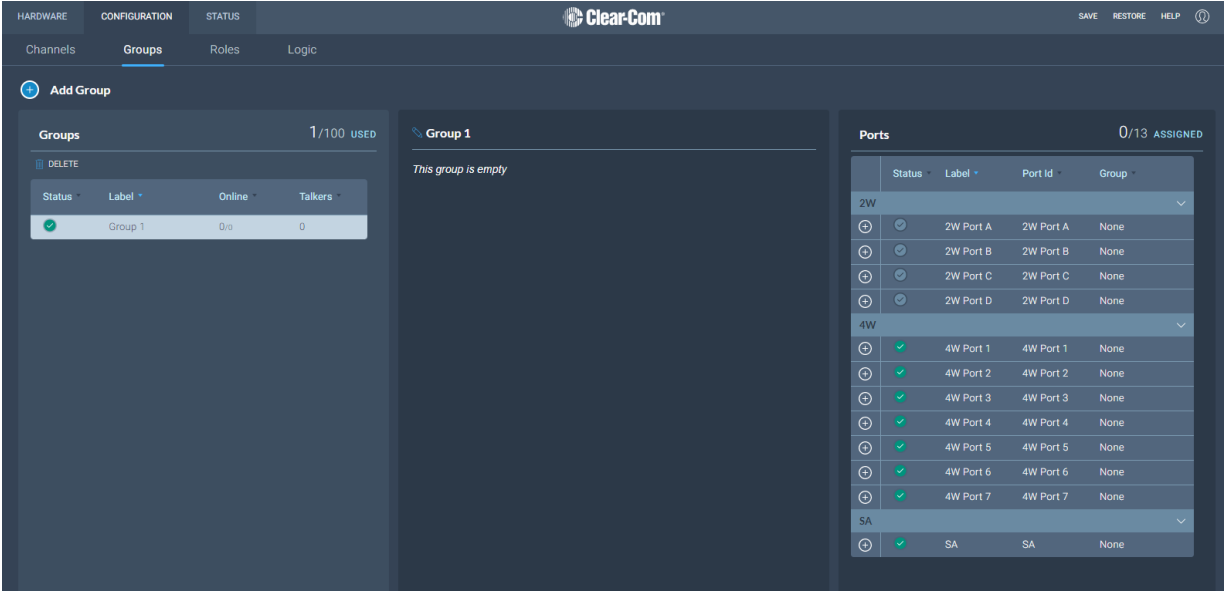 HARDWARE CONFIGURATION STATUS Clear-Com® SAVE RESTORE HELP
Channels Groups Roles Logic
Add Group
Groups 1/100 USED
DELETE
Status Label Online Talkers
Group 1 0/0 0
Group 1
This group is empty
Ports 0/13 ASSIGNED
Status Label Port Id Group
2W
2W Port A 2W Port A None
2W Port B 2W Port B None
2W Port C 2W Port C None
2W Port D 2W Port D None
4W
4W Port 1 4W Port 1 None
4W Port 2 4W Port 2 None
4W Port 3 4W Port 3 None
4W Port 4 4W Port 4 None
4W Port 5 4W Port 5 None
4W Port 6 4W Port 6 None
4W Port 7 4W Port 7 None
SA
SA SA None